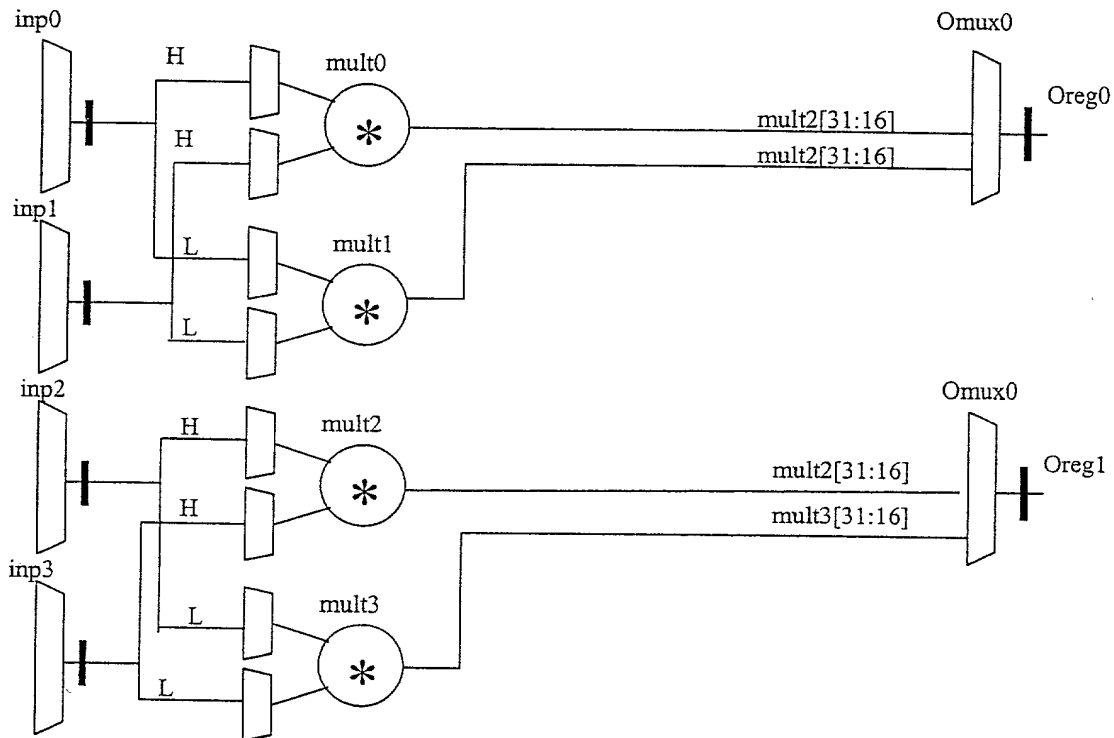 inp0
Omux0
H
mult0
Oreg0
*
mult2[31:16]
H
mult2[31:16]
inp1
L
mult1
*
L
inp2
Omux0
H
mult2
Oreg1
mult2[31:16]
*
H
mult3[31:16]
inp3
L
mult3
*
L